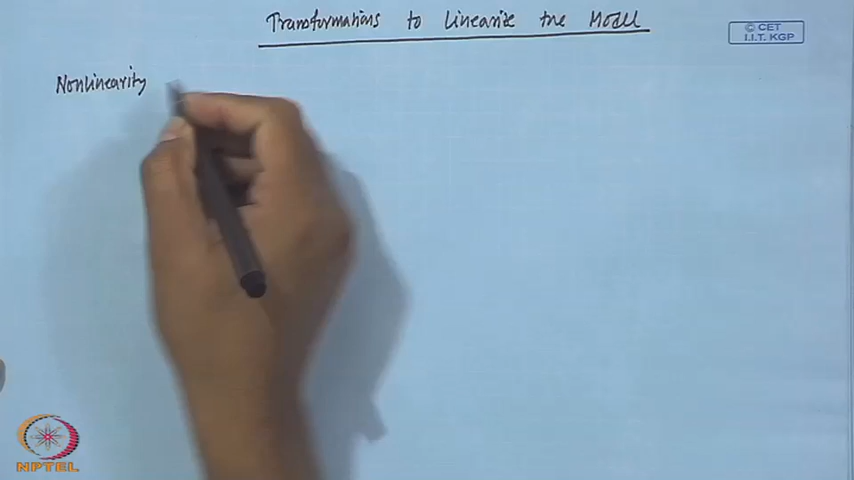 Transformations to linearize the Model
© CET
I.I.T. KGP
Nonlinearity
NPTEL